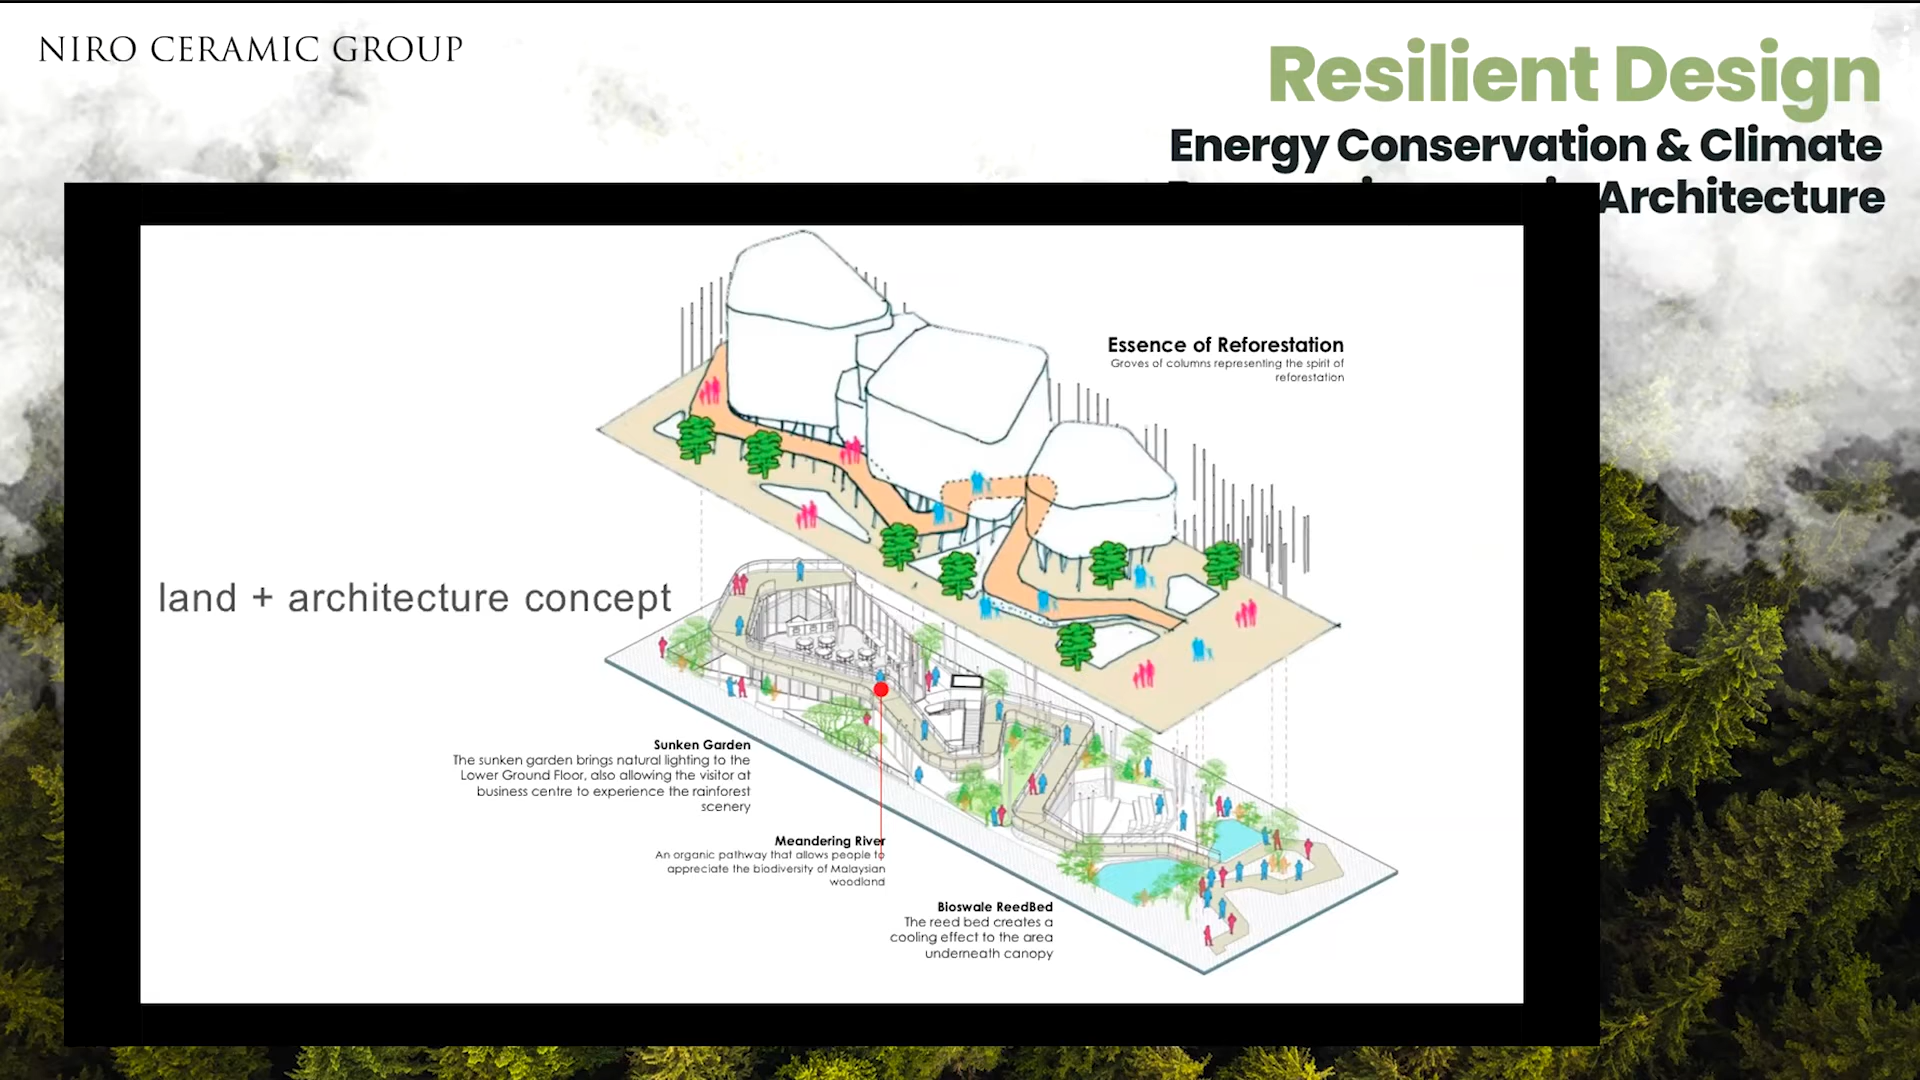 NIRO CERAMIC GROUP
Resilient Design
Energy Conservation & Climate
Architecture
Essence of Reforestation
Groves of columns representing the spirit of
reforestation
land + architecture concept
Sunken Garden
The sunken garden brings natural lighting to the
Lower Ground Floor, also allowing the visitor at
business centre to experience the rainforest
scenery
Meandering River
An organic pathway that allows people to
appreciate the biodiversity of Malaysian
woodland
Bioswale ReedBed
The reed bed creates a
cooling effect to the area
underneath canopy